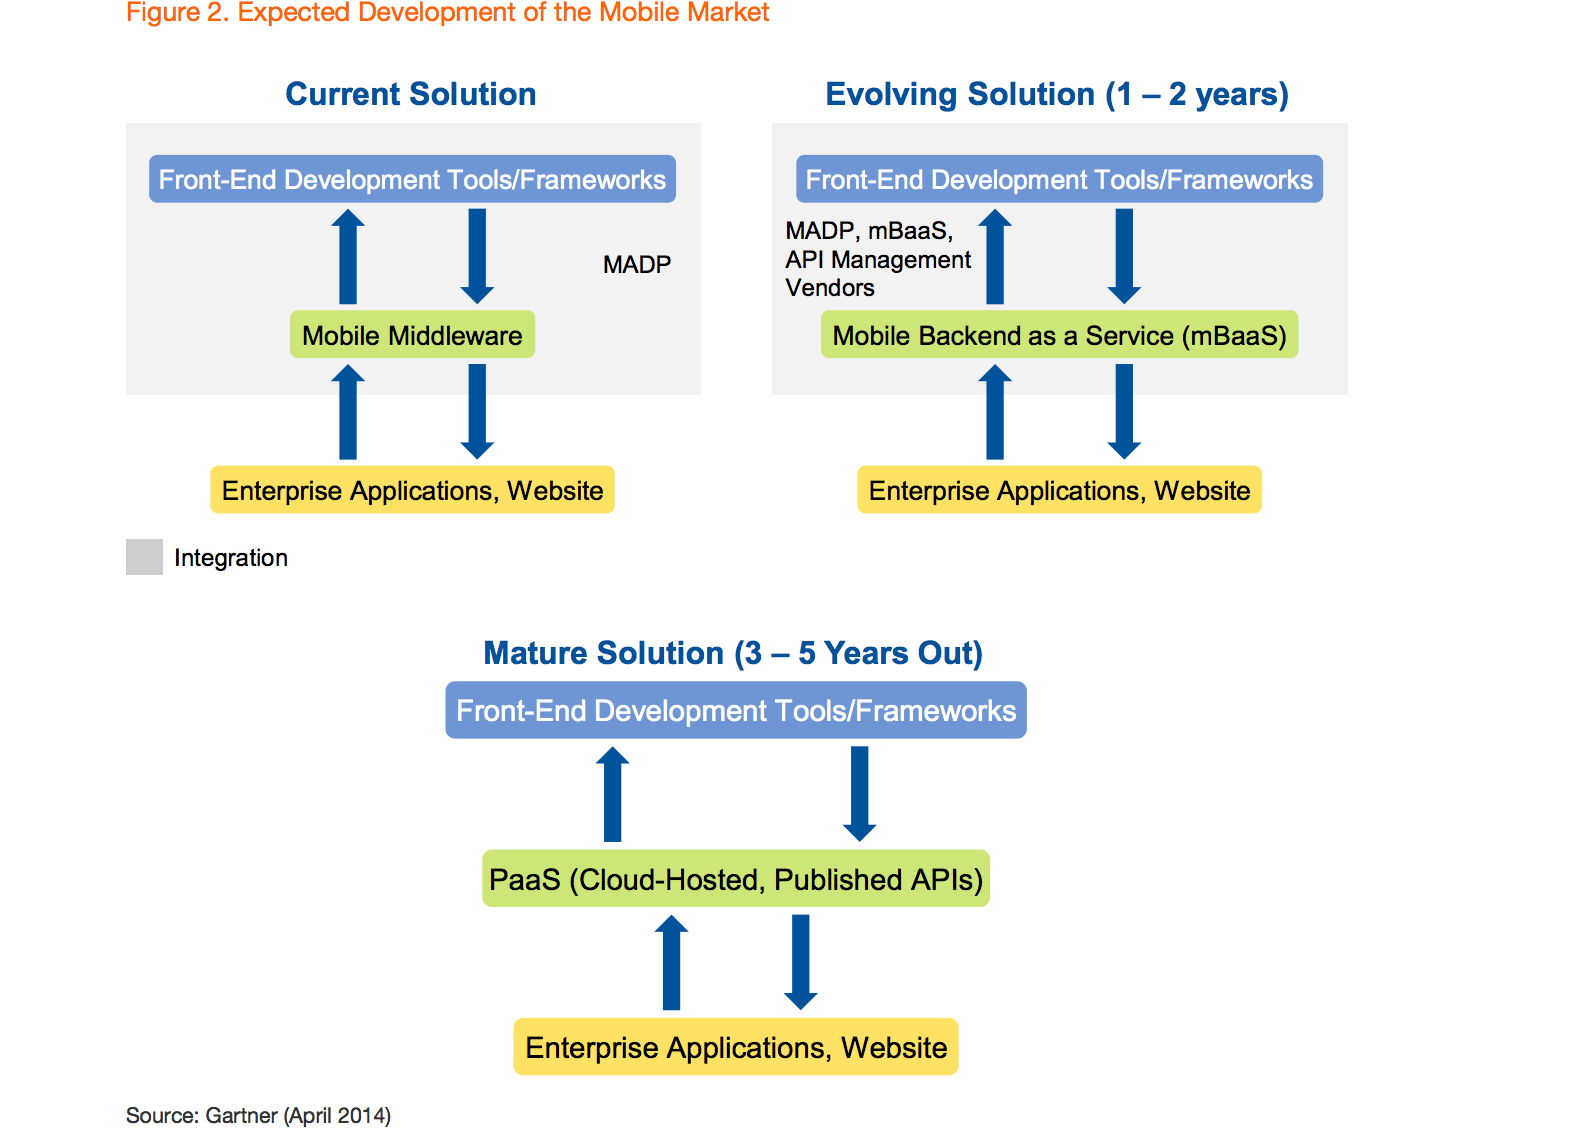 Figure 2. Expected Development of the Mobile Market
Current Solution
Front-End Development Tools/Frameworks
MADP
Mobile Middleware
Enterprise Applications, Website
Integration
Evolving Solution (1 – 2 years)
Front-End Development Tools/Frameworks
MADP, mBaaS,
API Management
Vendors
Mobile Backend as a Service (mBaaS)
Enterprise Applications, Website
Mature Solution (3 – 5 Years Out)
Front-End Development Tools/Frameworks
PaaS (Cloud-Hosted, Published APIs)
Enterprise Applications, Website
Source: Gartner (April 2014)